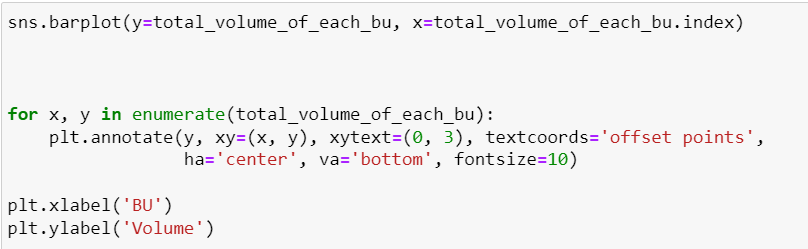 sns.barplot(y=total_volume_of_each_bu, x=total_volume_of_each_bu.index)
for x, y in enumerate(total_volume_of_each_bu):
    plt.annotate(y, xy=(x, y), xytext=(0, 3), textcoords='offset points',
                 ha='center', va='bottom', fontsize=10)
plt.xlabel('BU')
plt.ylabel('Volume')